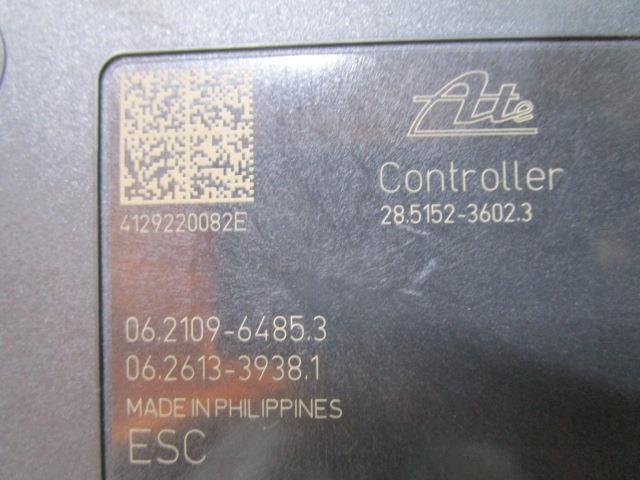 Ate
Controller
28.5152-3602.3
4129220082E
06.2109-6485.3
06.2613-3938.1
MADE IN PHILIPPINES
ESC